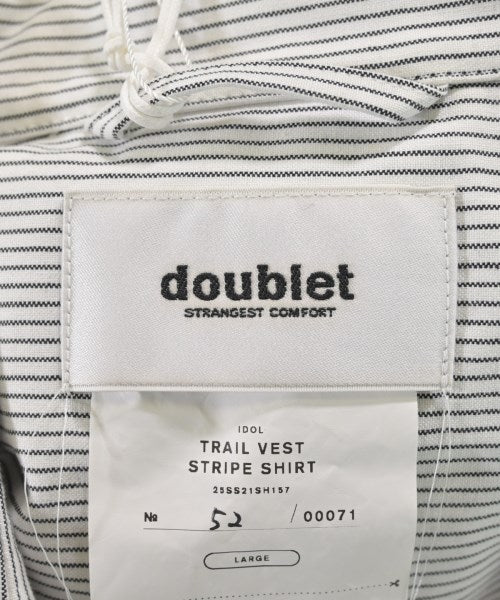 doublet
STRANGEST COMFORT
IDOL
TRAIL VEST
STRIPE SHIRT
25SS21SH157
№ 52 / 00071
LARGE